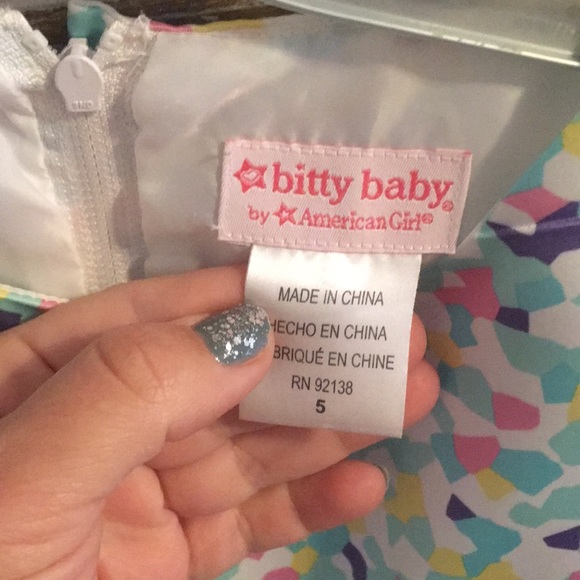 bitty baby®
by American Girl®
MADE IN CHINA
HECHO EN CHINA
BRIQUÉ EN CHINE
RN 92138
5